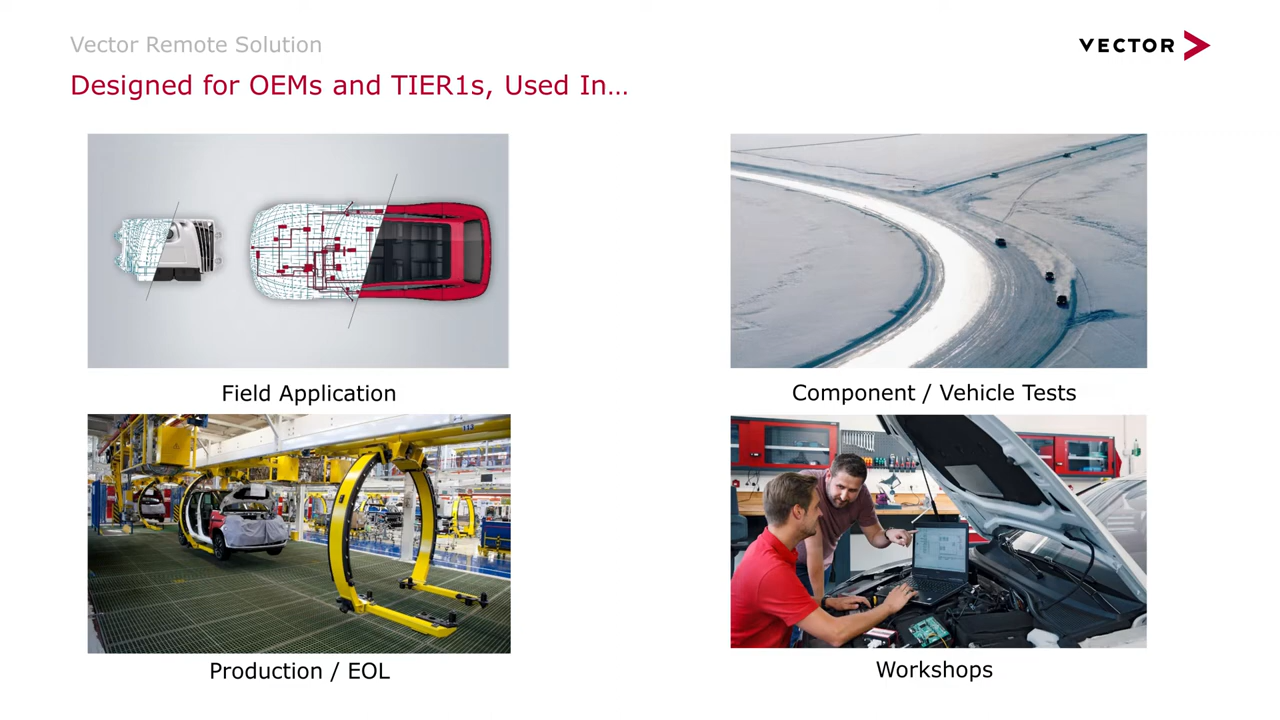 Vector Remote Solution
VECTOR
Designed for OEMs and TIER1s, Used In…
Field Application
Component / Vehicle Tests
113
Production / EOL
Workshops